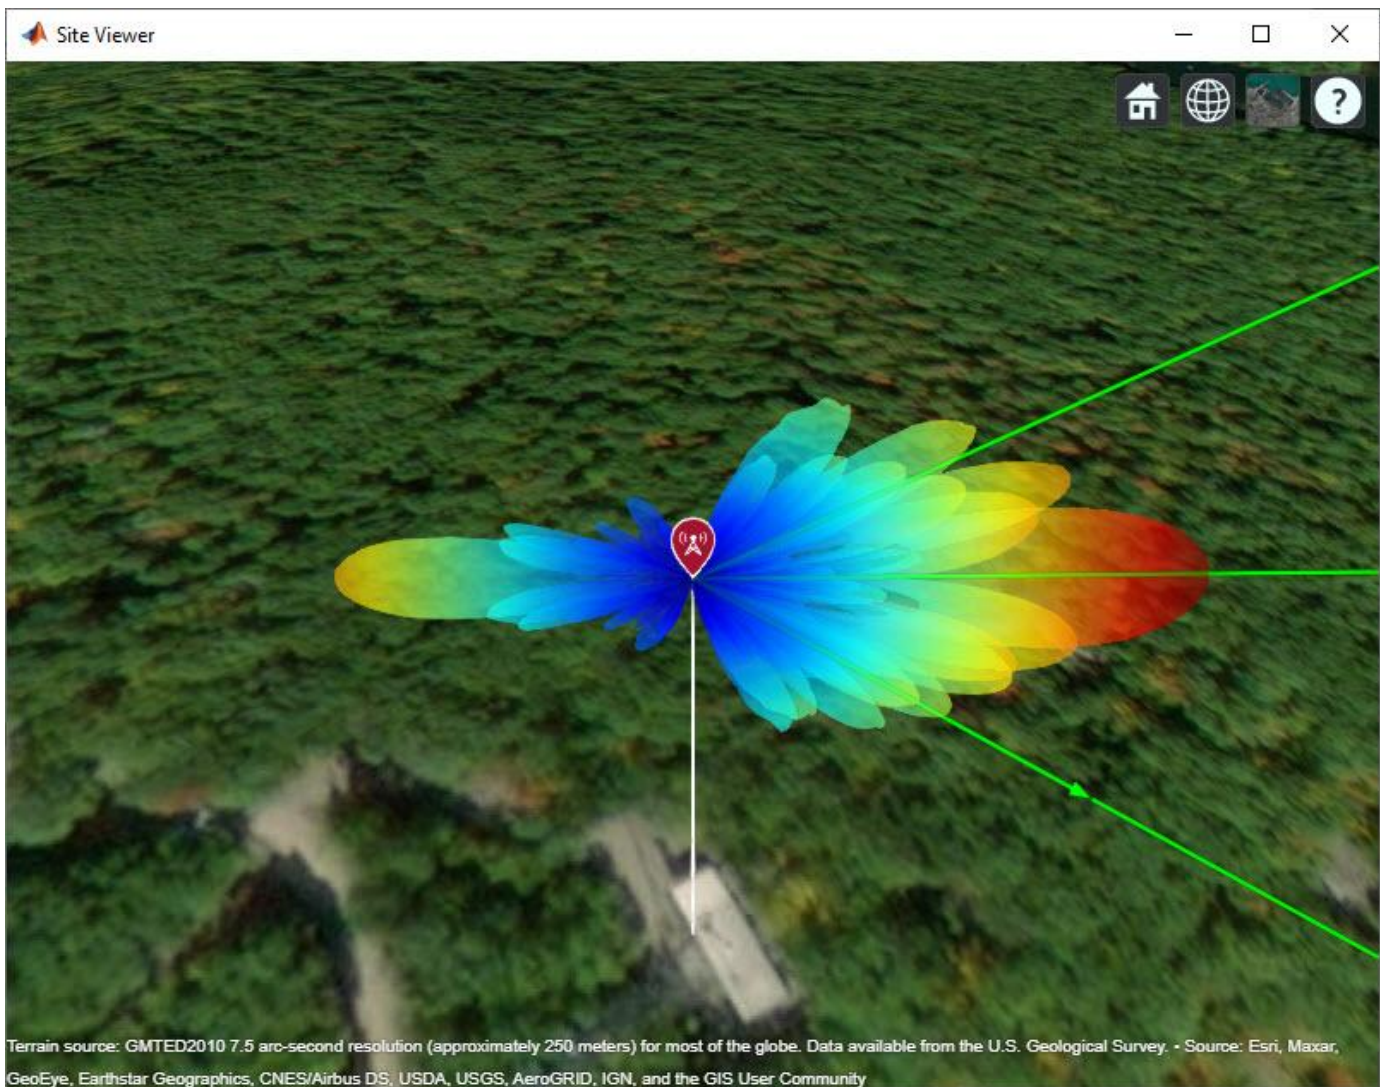 Site Viewer
?
Terrain source: GMTED2010 7.5 arc-second resolution (approximately 250 meters) for most of the globe. Data available from the U.S. Geological Survey. • Source: Esri, Maxar,
GeoEye, Earthstar Geographics, CNES/Airbus DS, USDA, USGS, AeroGRID, IGN, and the GIS User Community